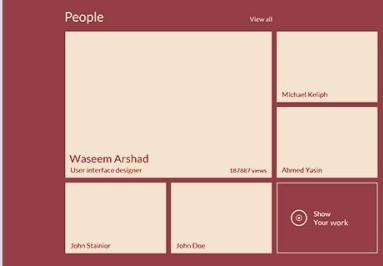 People
View all
Michael Keliph
Waseem Arshad
User interface designer
187887 views
Ahmed Yasin
John Stainior
John Doe
Show
Your work